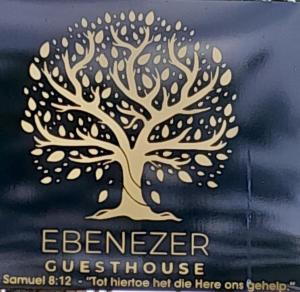 EBENEZER
GUESTHOUSE
Samuel 8:12 - "Tot hiertoe het die Here ons gehelp."